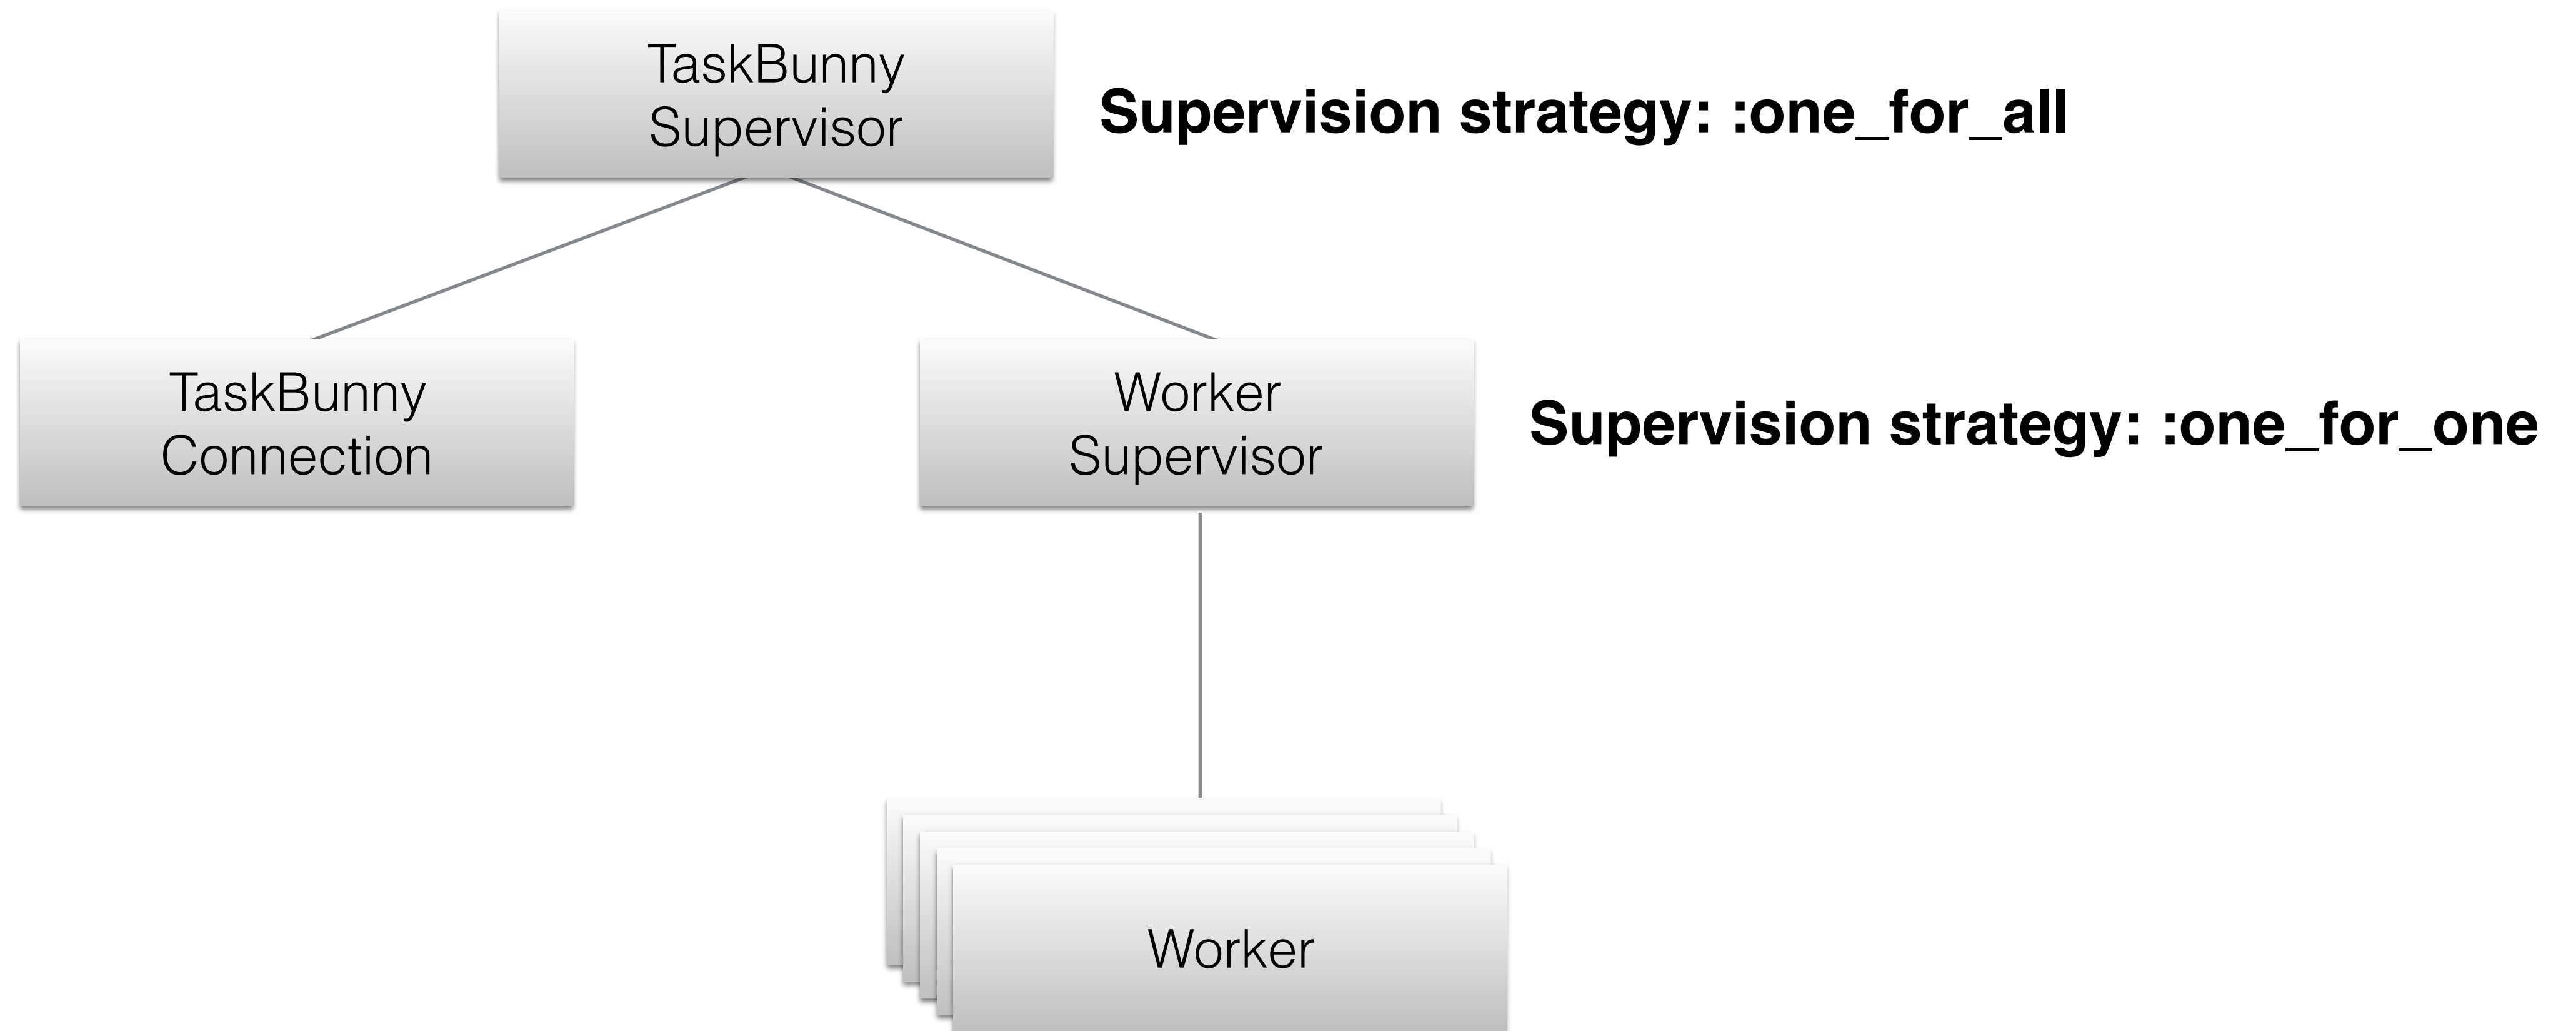 TaskBunny
Supervisor
Supervision strategy: :one_for_all
TaskBunny
Connection
Worker
Supervisor
Supervision strategy: :one_for_one
Worker